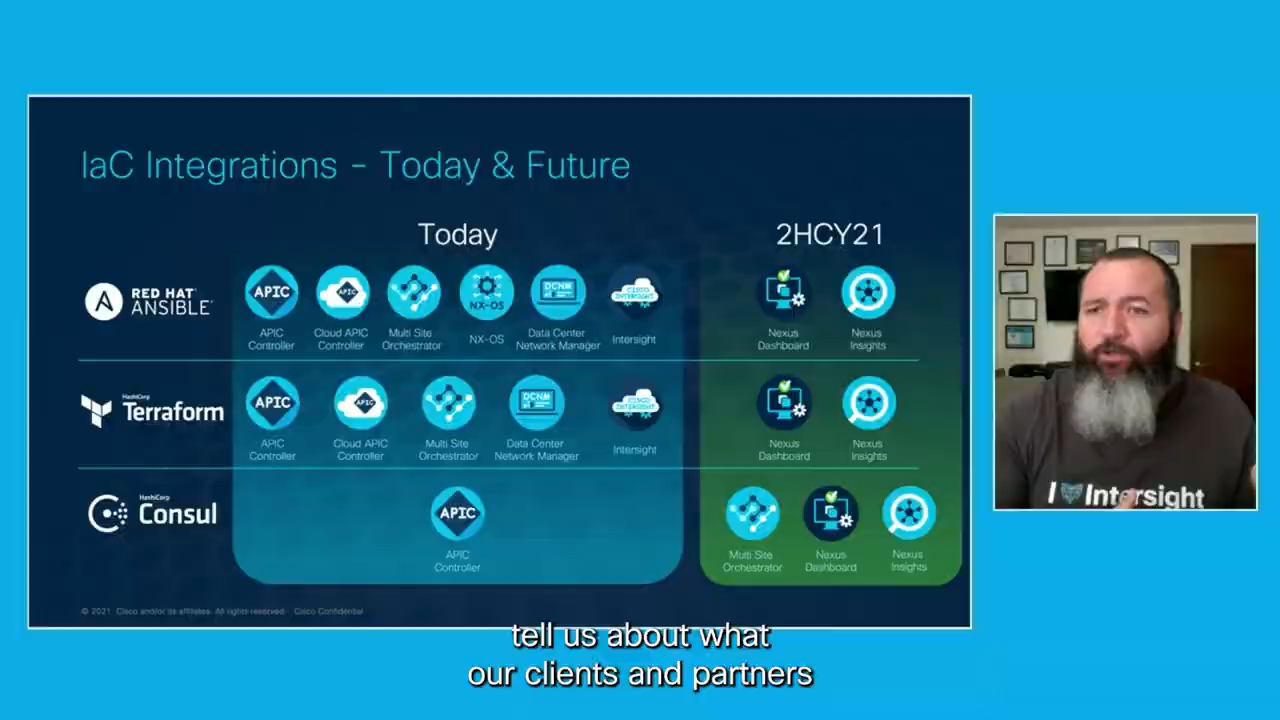 IaC Integrations – Today & Future
Today
2HCY21
RED HAT
ANSIBLE
APIC
APIC
Controller
APIC
Cloud APIC
Controller
Multi Site
Orchestrator
NX-OS
NX-OS
DCNM
Data Center
Network Manager
CISCO
INTERSIGHT
Intersight
Nexus
Dashboard
Nexus
Insights
HashiCorp
Terraform
APIC
APIC
Controller
APIC
Cloud APIC
Controller
Multi Site
Orchestrator
DCNM
Data Center
Network Manager
CISCO
INTERSIGHT
Intersight
Nexus
Dashboard
Nexus
Insights
HashiCorp
Consul
APIC
APIC
Controller
Multi Site
Orchestrator
Nexus
Dashboard
Nexus
Insights
© 2021 Cisco and/or its affiliates. All rights reserved. Cisco Confidential
I Intersight
tell us about what
our clients and partners